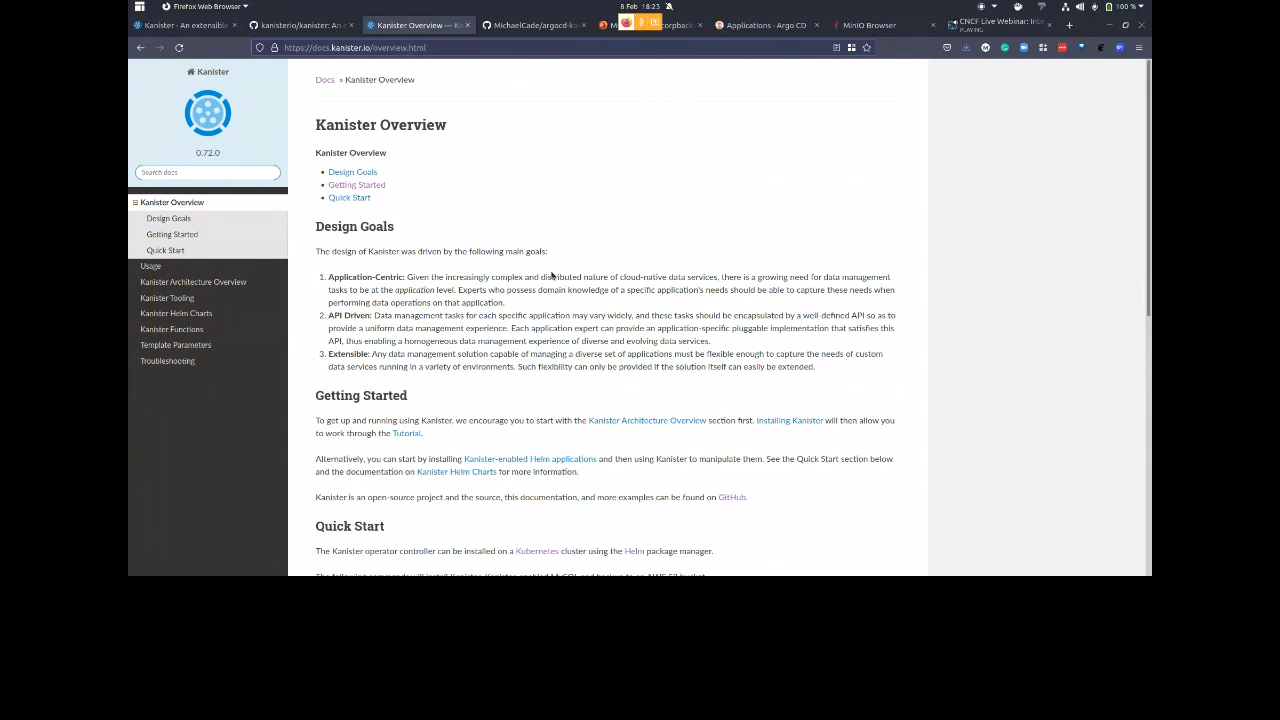 Firefox Web Browser
8 Feb 18:23
100 %
Kanister - An extensible
kanisterio/kanister: An e
Kanister Overview — Ka
MichaelCade/argocd-ka
Applications - Argo CD
MinIO Browser
CNCF Live Webinar: Inte
PLAYING
https://docs.kanister.io/overview.html
Kanister
0.72.0
Search docs
Kanister Overview
Design Goals
Getting Started
Quick Start
Usage
Kanister Architecture Overview
Kanister Tooling
Kanister Helm Charts
Kanister Functions
Template Parameters
Troubleshooting
Docs » Kanister Overview
Kanister Overview
Kanister Overview
• Design Goals
• Getting Started
• Quick Start
Design Goals
The design of Kanister was driven by the following main goals:
1. Application-Centric: Given the increasingly complex and distributed nature of cloud-native data services, there is a growing need for data management
tasks to be at the application level. Experts who possess domain knowledge of a specific application's needs should be able to capture these needs when
performing data operations on that application.
2. API Driven: Data management tasks for each specific application may vary widely, and these tasks should be encapsulated by a well-defined API so as to
provide a uniform data management experience. Each application expert can provide an application-specific pluggable implementation that satisfies this
API, thus enabling a homogeneous data management experience of diverse and evolving data services.
3. Extensible: Any data management solution capable of managing a diverse set of applications must be flexible enough to capture the needs of custom
data services running in a variety of environments. Such flexibility can only be provided if the solution itself can easily be extended.
Getting Started
To get up and running using Kanister, we encourage you to start with the Kanister Architecture Overview section first. Installing Kanister will then allow you
to work through the Tutorial.
Alternatively, you can start by installing Kanister-enabled Helm applications and then using Kanister to manipulate them. See the Quick Start section below
and the documentation on Kanister Helm Charts for more information.
Kanister is an open-source project and the source, this documentation, and more examples can be found on GitHub.
Quick Start
The Kanister operator controller can be installed on a Kubernetes cluster using the Helm package manager.